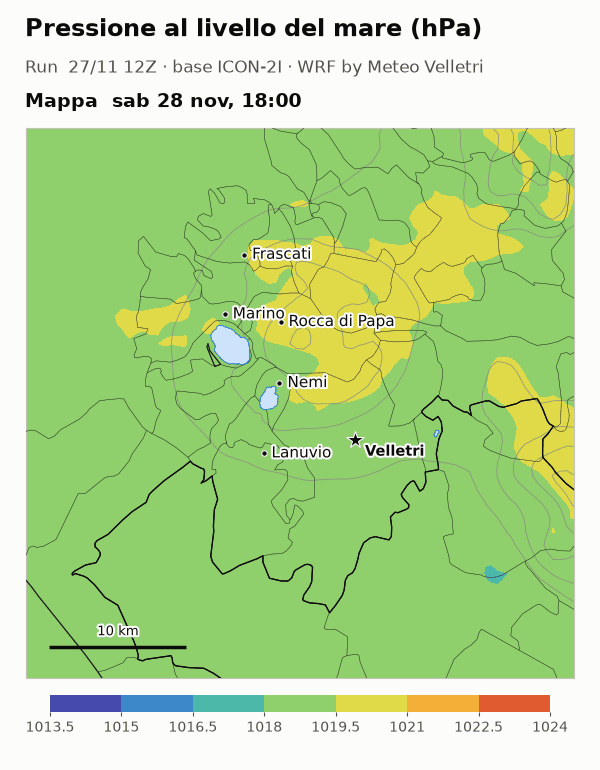 Pressione al livello del mare (hPa)
Run  27/11 12Z · base ICON-2I · WRF by Meteo Velletri
Mappa  sab 28 nov, 18:00
Frascati
Marino
Rocca di Papa
Nemi
Velletri
Lanuvio
10 km
1013.5 1015 1016.5 1018 1019.5 1021 1022.5 1024